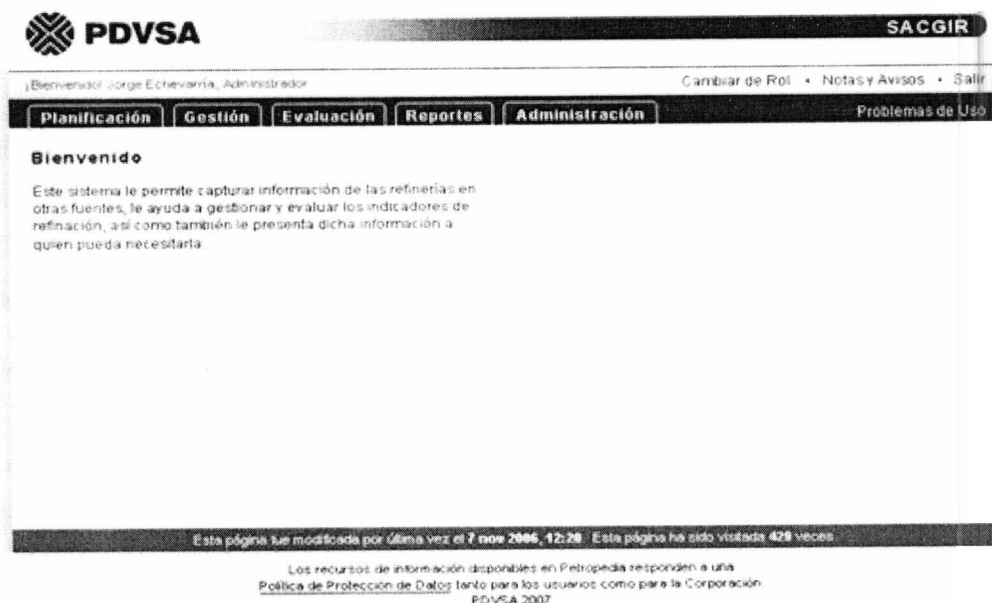 PDVSA
SACGIR
¡Bienvenido! Jorge Echevarría, Administrador
Cambiar de Rol • Notas y Avisos • Salir
Planificación Gestión Evaluación Reportes Administración Problemas de Uso
Bienvenido
Este sistema le permite capturar información de las refinerías en
otras fuentes, le ayuda a gestionar y evaluar los indicadores de
refinación, así como también le presenta dicha información a
quien pueda necesitarla
Esta página fue modificada por última vez el 7 nov 2006, 12:28 Esta página ha sido visitada 429 veces
Los recursos de información disponibles en Petropedia responden a una
Política de Protección de Datos tanto para los usuarios como para la Corporación.
PDVSA 2007